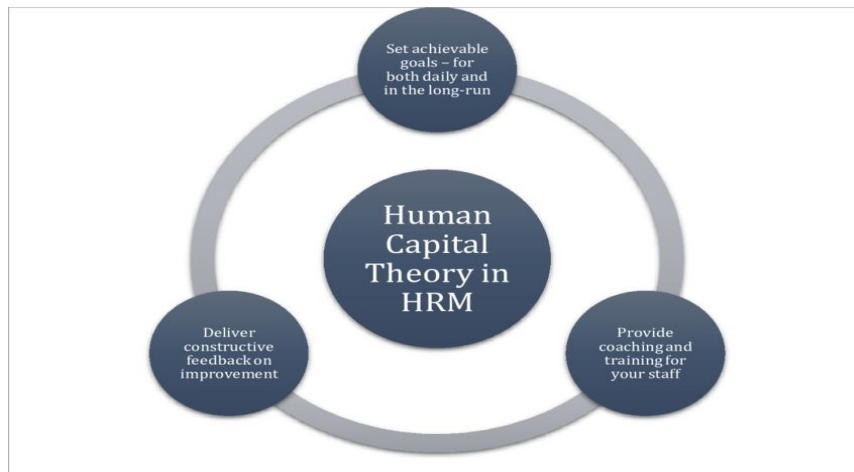 Set achievable
goals – for
both daily and
in the long-run
Human
Capital
Theory in
HRM
Deliver
constructive
feedback on
improvement
Provide
coaching and
training for
your staff